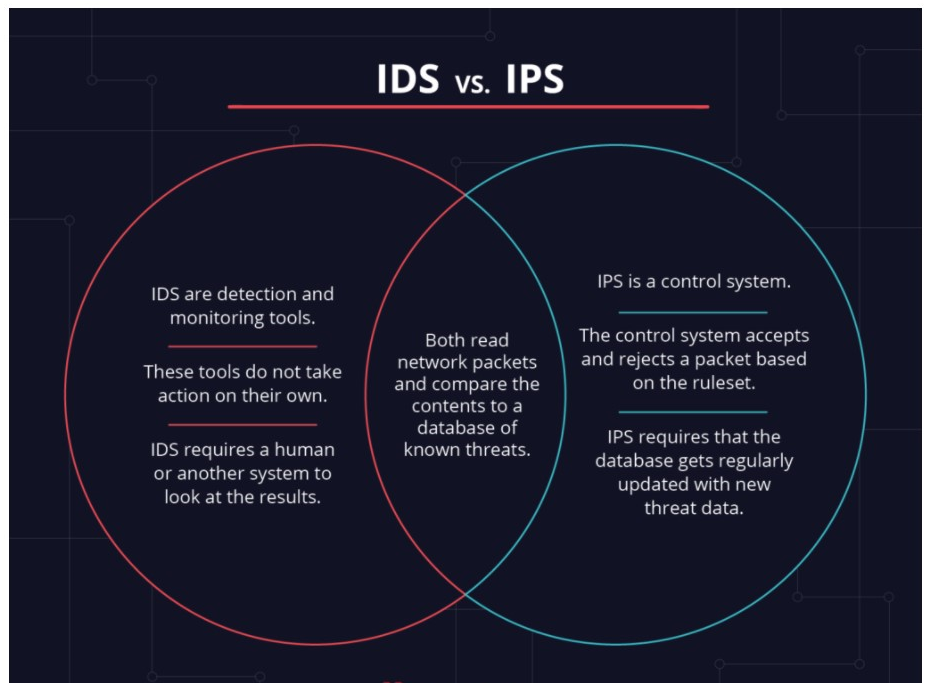 IDS vs. IPS
IDS are detection and
monitoring tools.
These tools do not take
action on their own.
IDS requires a human
or another system to
look at the results.
Both read
network packets
and compare the
contents to a
database of
known threats.
IPS is a control system.
The control system accepts
and rejects a packet based
on the ruleset.
IPS requires that the
database gets regularly
updated with new
threat data.